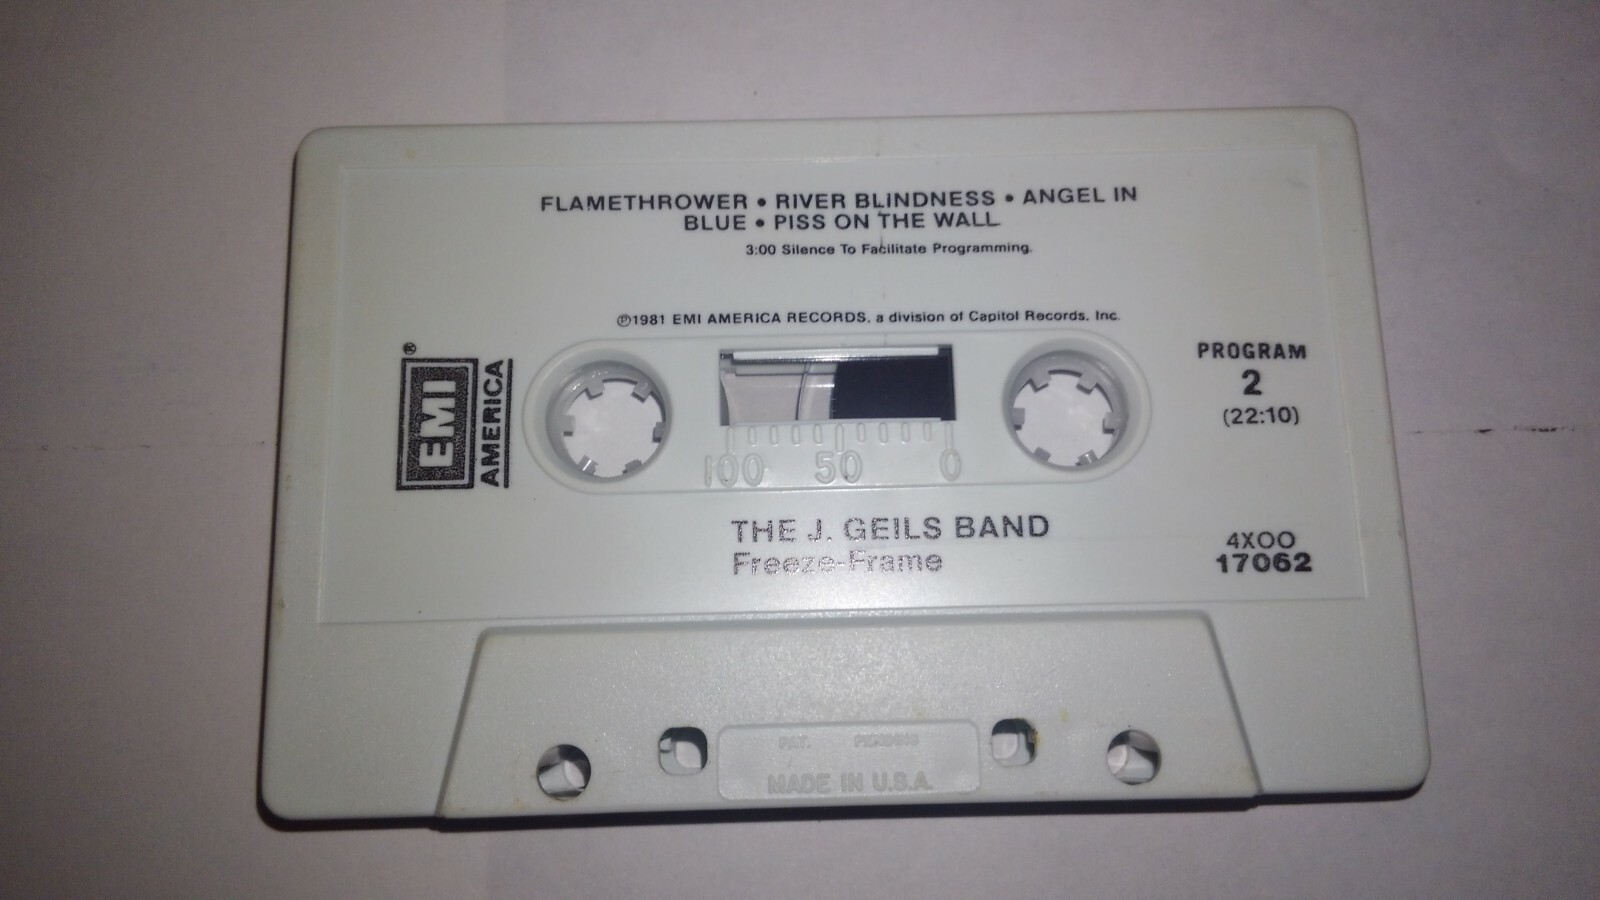 FLAMETHROWER • RIVER BLINDNESS • ANGEL IN
BLUE • PISS ON THE WALL
3:00 Silence To Facilitate Programming.
℗1981 EMI AMERICA RECORDS, a division of Capitol Records, Inc.
®
EMI
AMERICA
PROGRAM
2
(22:10)
100 50 0
THE J. GEILS BAND
Freeze-Frame
4XOO
17062
PAT. PENDING
MADE IN U.S.A.